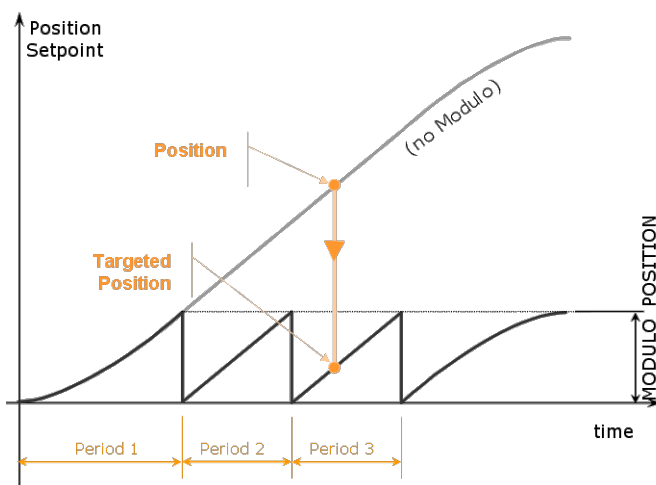 Position
Setpoint
(no Modulo)
Position
Targeted
Position
MODULO POSITION
time
Period 1
Period 2
Period 3